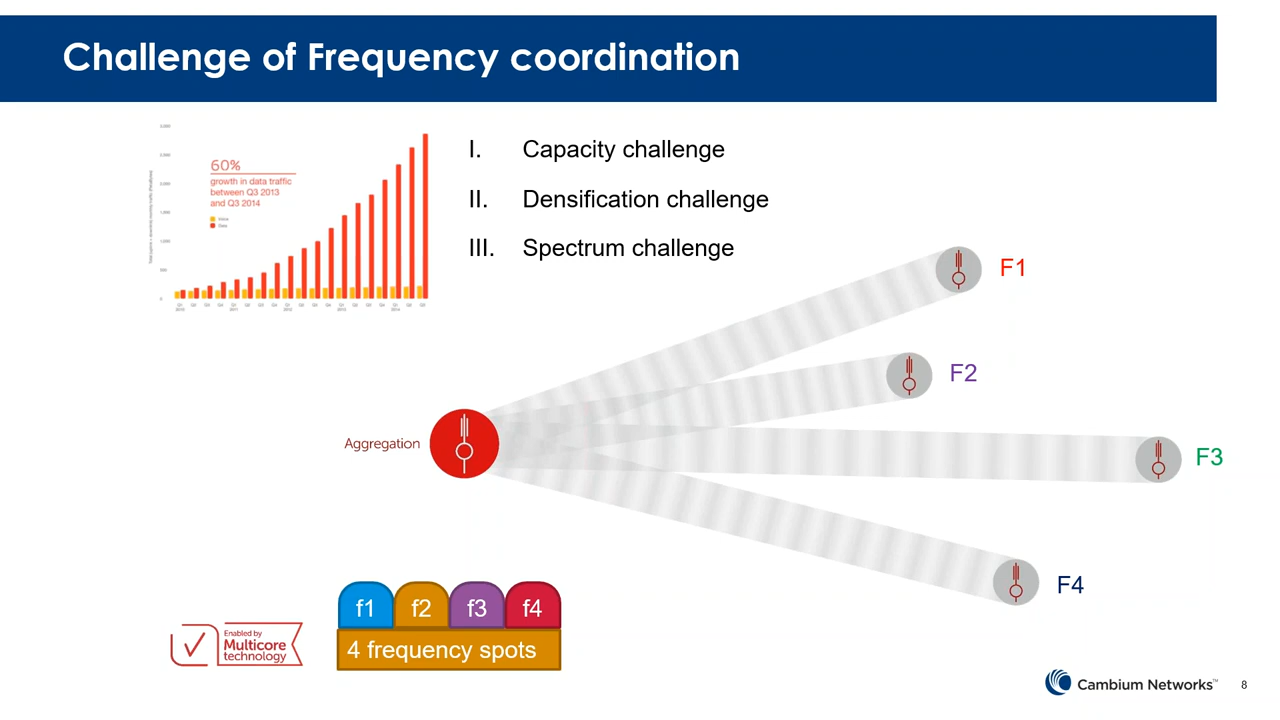 Challenge of Frequency coordination
60%
growth in data traffic
between Q3 2013
and Q3 2014
Voice
Data
I. Capacity challenge
II. Densification challenge
III. Spectrum challenge
F1
F2
Aggregation
F3
F4
f1 f2 f3 f4
4 frequency spots
Enabled by
Multicore
technology
Cambium Networks™
8